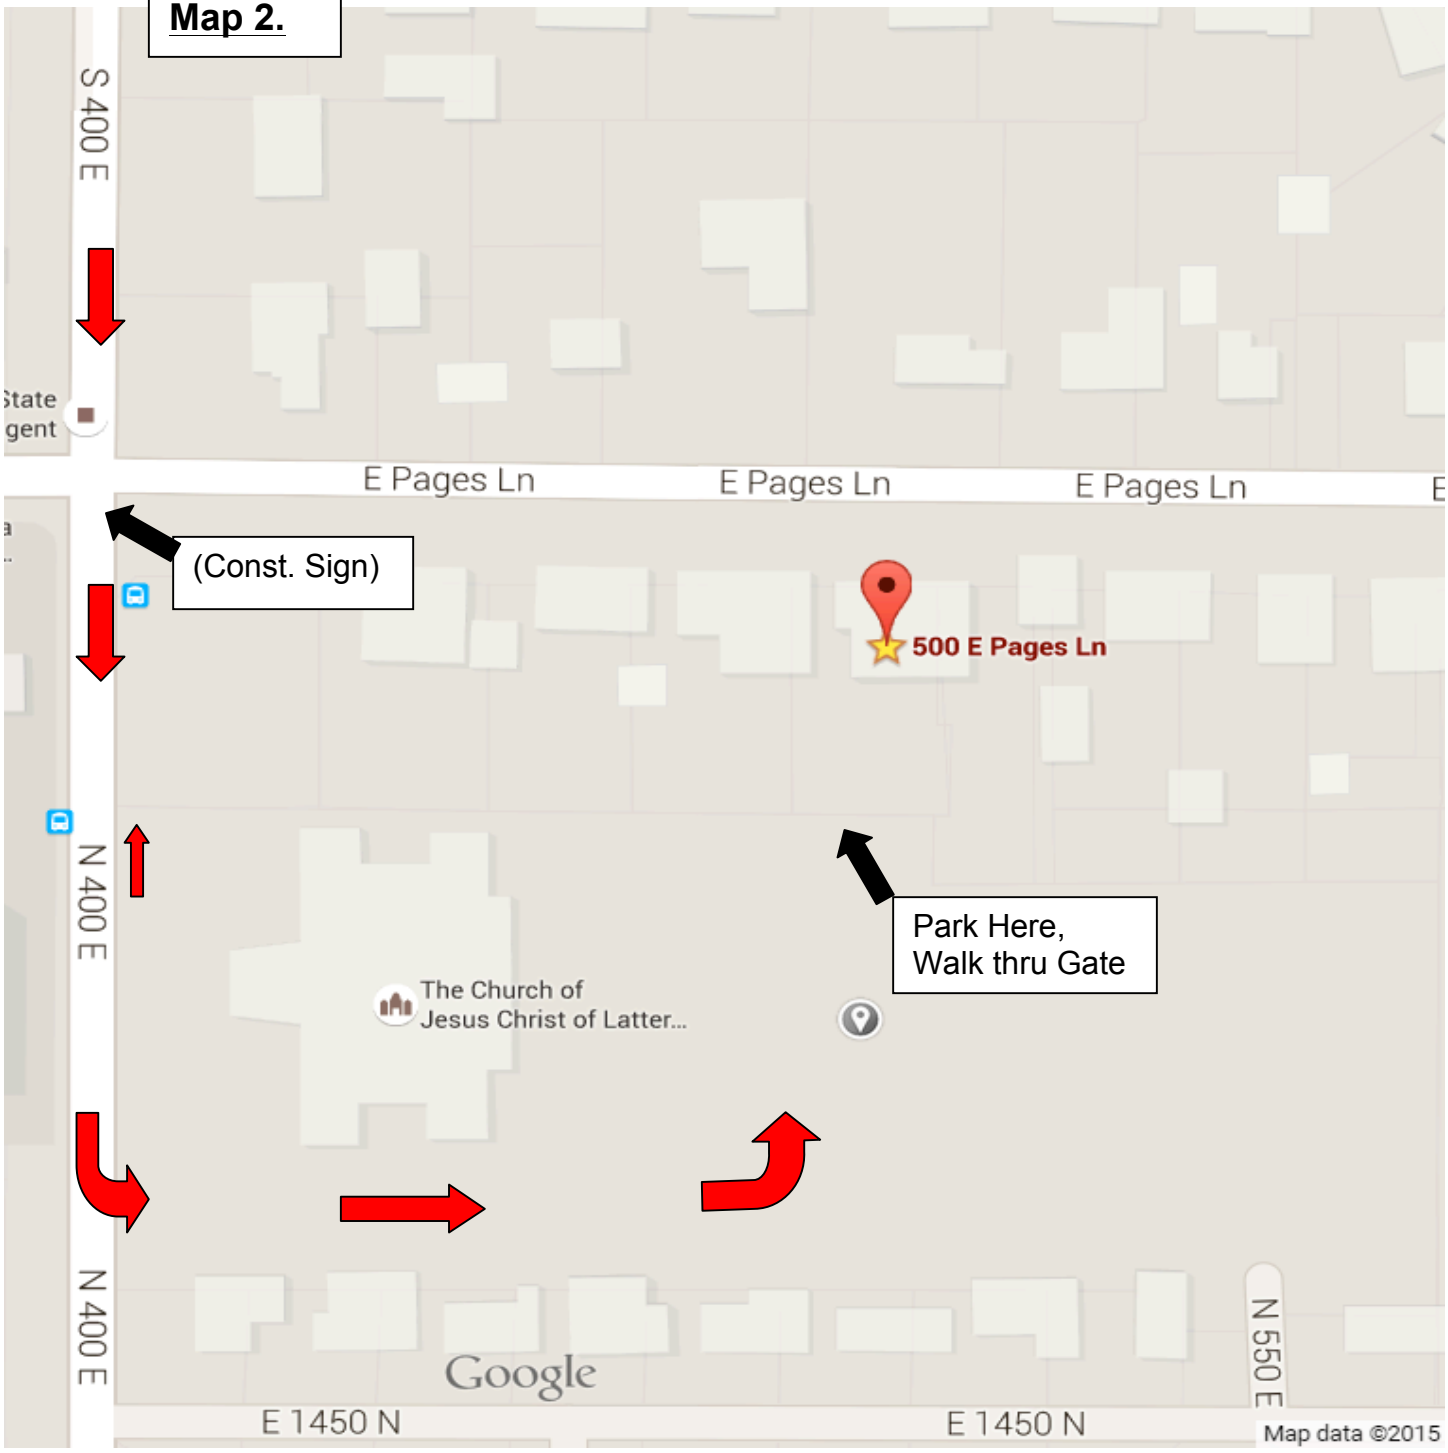 Map 2.
S 400 E
State
gent
E Pages Ln
E Pages Ln
E Pages Ln
E
a
..
(Const. Sign)
500 E Pages Ln
N 400 E
Park Here,
Walk thru Gate
The Church of
Jesus Christ of Latter...
N 400 E
N 550 E
Google
E 1450 N
E 1450 N
Map data ©2015